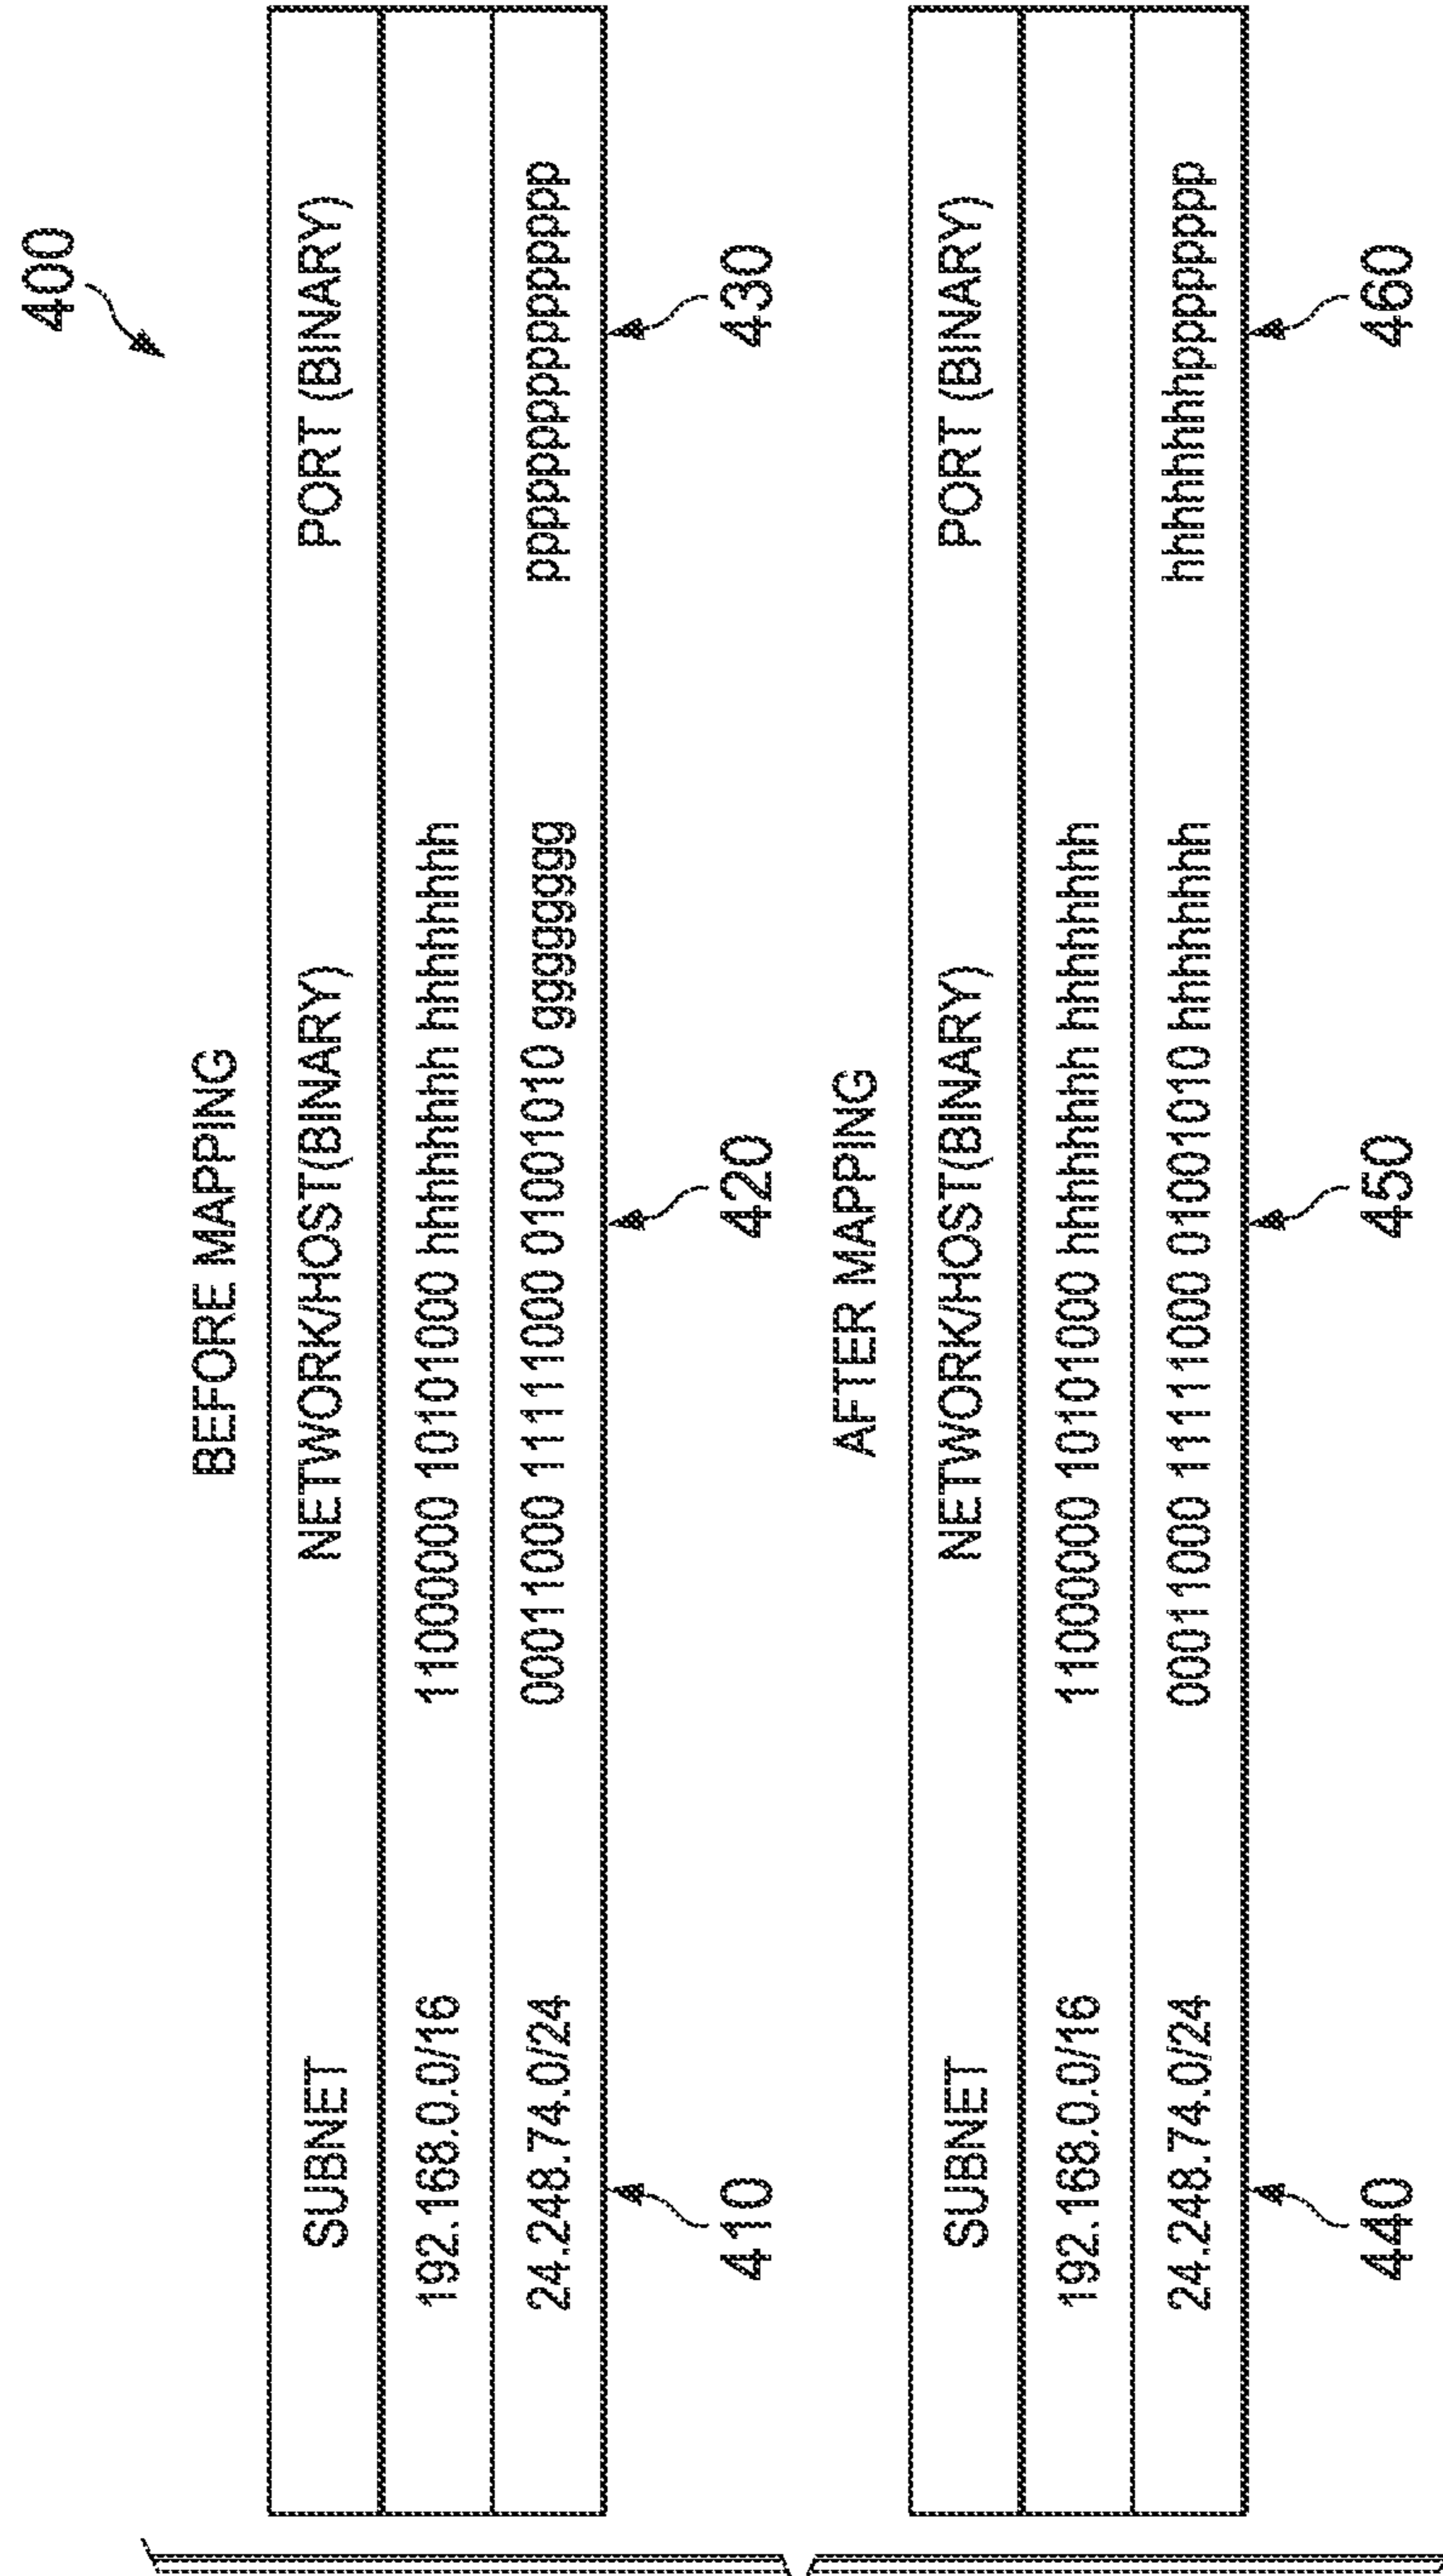 400
BEFORE MAPPING
SUBNET NETWORK/HOST(BINARY) PORT (BINARY)
192.168.0.0/16 11000000 10101000 hhhhhhhh hhhhhhhh
24.248.74.0/24 00011000 11111000 01001010 gggggggg pppppppppppppppp
410 420 430
AFTER MAPPING
SUBNET NETWORK/HOST(BINARY) PORT (BINARY)
192.168.0.0/16 11000000 10101000 hhhhhhhh hhhhhhhh
24.248.74.0/24 00011000 11111000 01001010 hhhhhhhh hhhhhhhhpppppppp
440 450 460